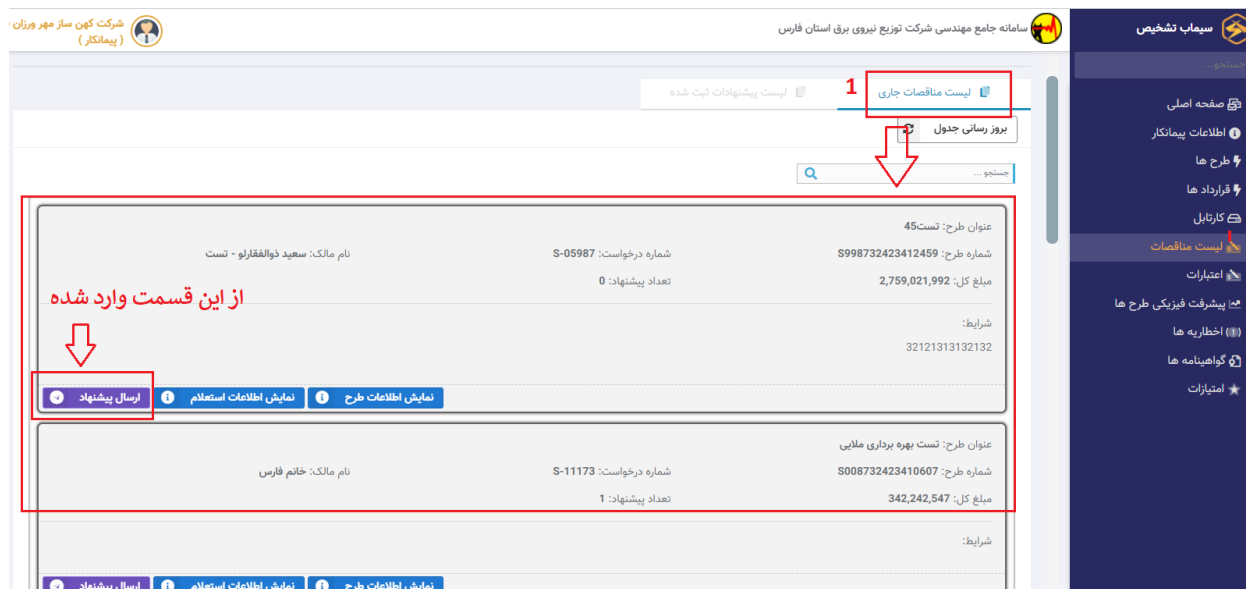 سیماب تشخیص
جستجو...
صفحه اصلی
اطلاعات پیمانکار
طرح ها
قرارداد ها
کارتابل
لیست مناقصات
اعتبارات
پیشرفت فیزیکی طرح ها
اخطاریه ها
گواهینامه ها
امتیازات
سامانه جامع مهندسی شرکت توزیع نیروی برق استان فارس
شرکت کهن ساز مهر ورزان
( پیمانکار )
لیست مناقصات جاری
1
لیست پیشنهادات ثبت شده
بروز رسانی جدول
جستجو ...
عنوان طرح: تست45
شماره طرح: S998732423412459 شماره درخواست: S-05987 نام مالک: سعید ذوالفقارلو - تست
مبلغ کل: 2,759,021,992 تعداد پیشنهاد: 0
از این قسمت وارد شده
شرایط:
32121313132132
نمایش اطلاعات طرح نمایش اطلاعات استعلام ارسال پیشنهاد
عنوان طرح: تست بهره برداری ملایی
شماره طرح: S008732423410607 شماره درخواست: S-11173 نام مالک: خانم فارس
مبلغ کل: 342,242,547 تعداد پیشنهاد: 1
شرایط:
نمایش اطلاعات طرح نمایش اطلاعات استعلام ارسال پیشنهاد